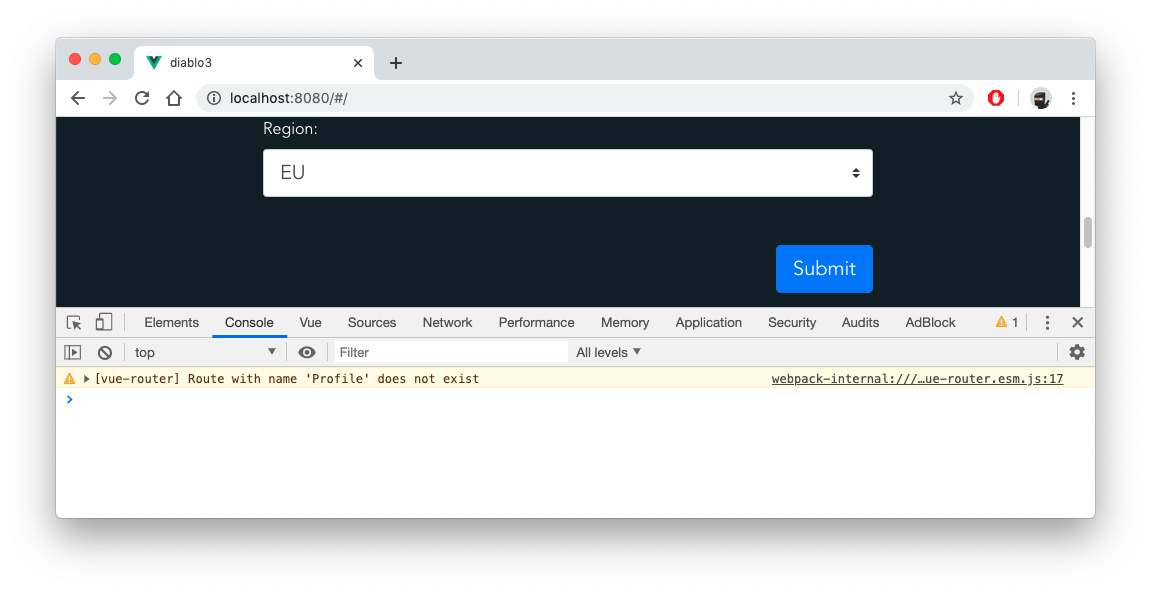 diablo3
localhost:8080/#/
Region:
EU
Submit
Elements Console Vue Sources Network Performance Memory Application Security Audits AdBlock 1
top Filter All levels
[vue-router] Route with name 'Profile' does not exist webpack-internal:///…ue-router.esm.js:17